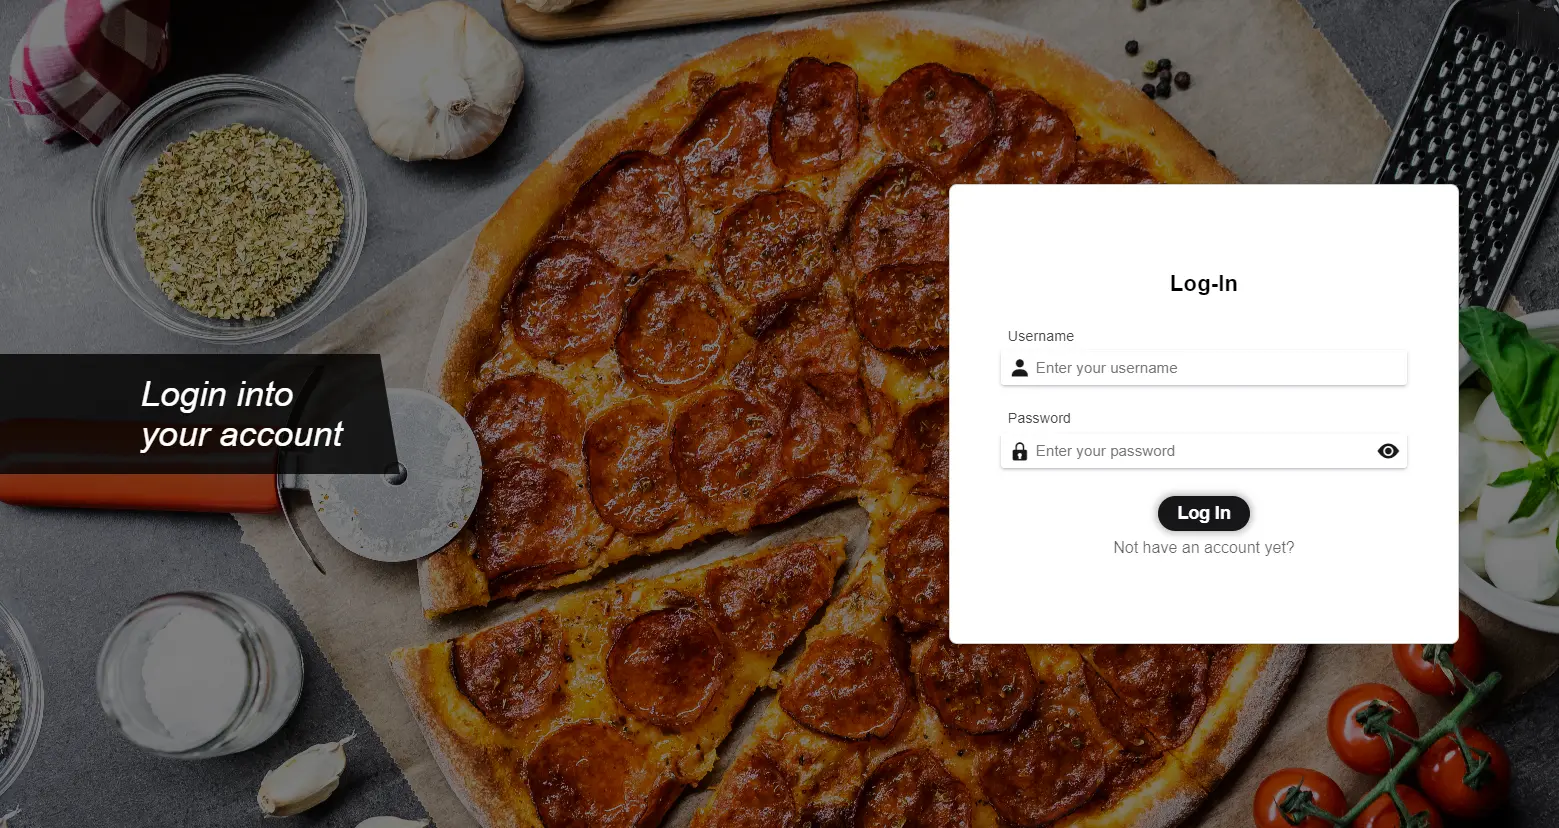 Login into
your account
Log-In
Username
Enter your username
Password
Enter your password
Log In
Not have an account yet?